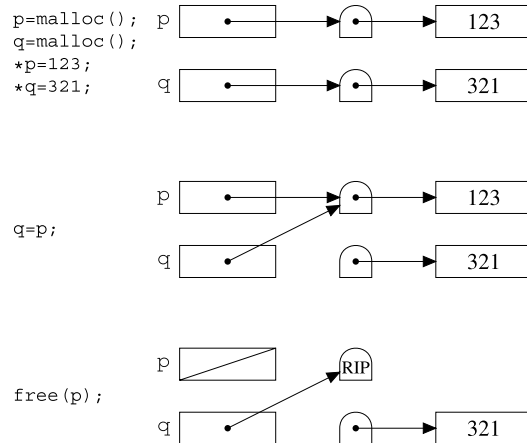 p=malloc();
q=malloc();
*p=123;
*q=321;
p
123
q
321
q=p;
p
123
q
321
free(p);
p
RIP
q
321